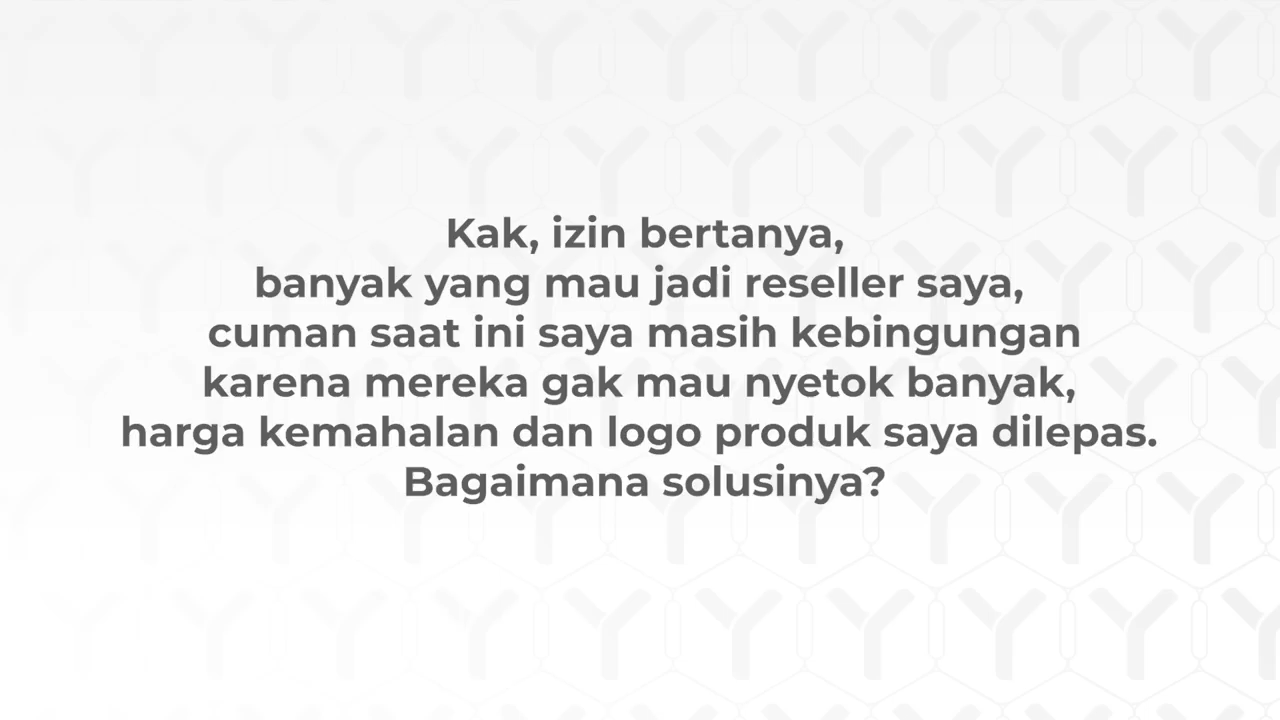 Kak, izin bertanya,
banyak yang mau jadi reseller saya,
cuman saat ini saya masih kebingungan
karena mereka gak mau nyetok banyak,
harga kemahalan dan logo produk saya dilepas.
Bagaimana solusinya?